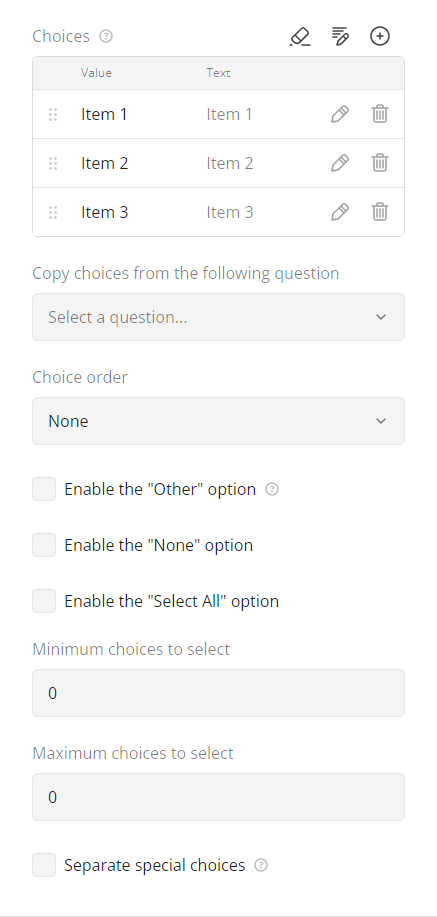 Choices
Value Text
Item 1 Item 1
Item 2 Item 2
Item 3 Item 3
Copy choices from the following question
Select a question...
Choice order
None
Enable the "Other" option
Enable the "None" option
Enable the "Select All" option
Minimum choices to select
0
Maximum choices to select
0
Separate special choices